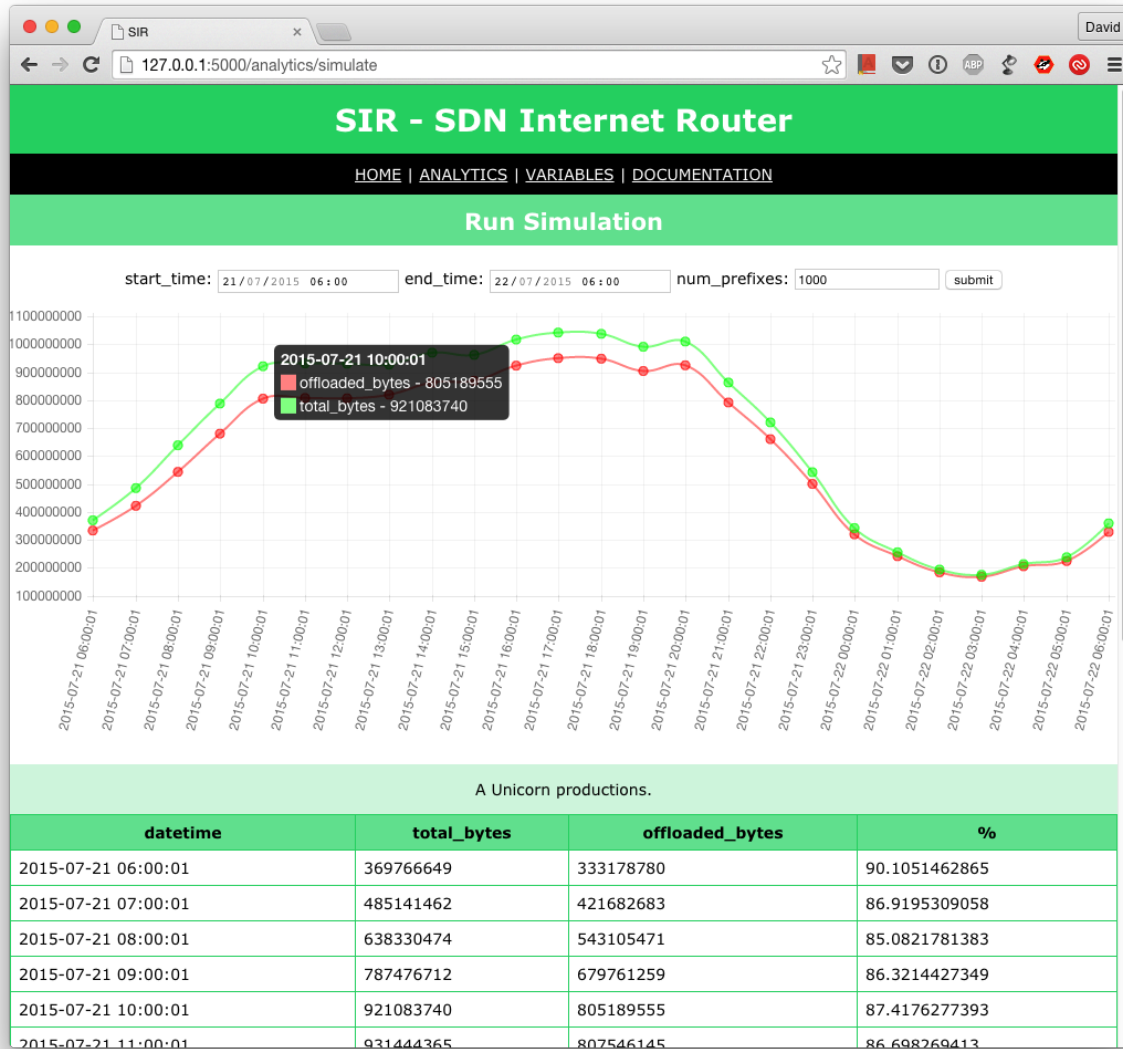 SIR
David
127.0.0.1:5000/analytics/simulate
ABP
SIR - SDN Internet Router
HOME | ANALYTICS | VARIABLES | DOCUMENTATION
Run Simulation
start_time: 21/07/2015 06:00 end_time: 22/07/2015 06:00 num_prefixes: 1000 submit
1100000000
1000000000
900000000
800000000
700000000
600000000
500000000
400000000
300000000
200000000
100000000
2015-07-21 10:00:01
offloaded_bytes - 805189555
total_bytes - 921083740
2015-07-21 06:00:01
2015-07-21 07:00:01
2015-07-21 08:00:01
2015-07-21 09:00:01
2015-07-21 10:00:01
2015-07-21 11:00:01
2015-07-21 12:00:01
2015-07-21 13:00:01
2015-07-21 14:00:01
2015-07-21 15:00:01
2015-07-21 16:00:01
2015-07-21 17:00:01
2015-07-21 18:00:01
2015-07-21 19:00:01
2015-07-21 20:00:01
2015-07-21 21:00:01
2015-07-21 22:00:01
2015-07-21 23:00:01
2015-07-22 00:00:01
2015-07-22 01:00:01
2015-07-22 02:00:01
2015-07-22 03:00:01
2015-07-22 04:00:01
2015-07-22 05:00:01
2015-07-22 06:00:01
A Unicorn productions.
datetime total_bytes offloaded_bytes %
2015-07-21 06:00:01 369766649 333178780 90.1051462865
2015-07-21 07:00:01 485141462 421682683 86.9195309058
2015-07-21 08:00:01 638330474 543105471 85.0821781383
2015-07-21 09:00:01 787476712 679761259 86.3214427349
2015-07-21 10:00:01 921083740 805189555 87.4176277393
2015-07-21 11:00:01 931444365 807546145 86.698269413